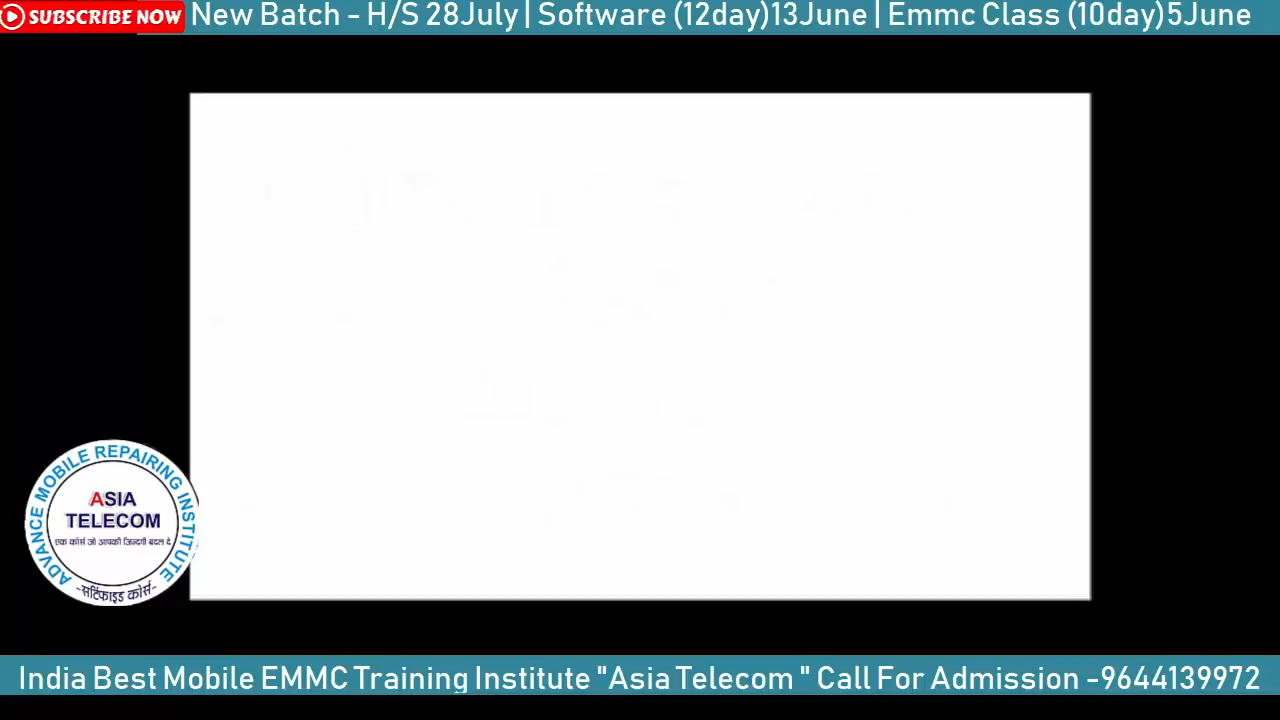 SUBSCRIBE NOW
New Batch - H/S 28July | Software (12day)13June | Emmc Class (10day)5June
ADVANCE MOBILE REPAIRING INSTITUTE
ASIA
TELECOM
एक कोर्स जो आपकी जिन्दगी बदल दे
-सर्टिफाइड कोर्स-
India Best Mobile EMMC Training Institute "Asia Telecom " Call For Admission -9644139972